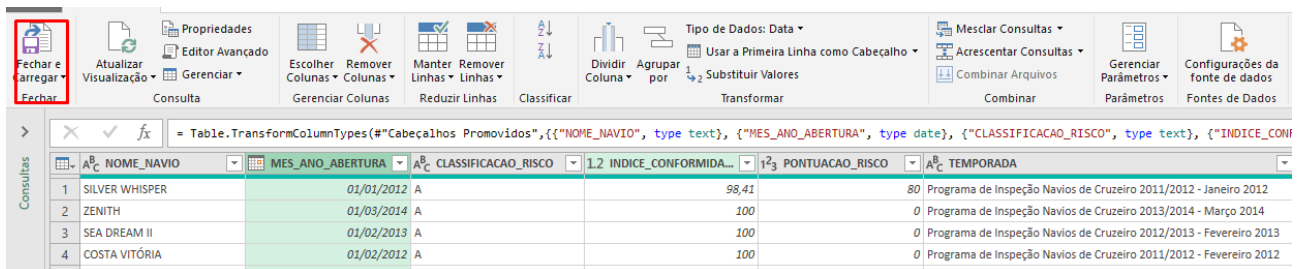 Fechar e Carregar
Fechar
Atualizar Visualização
Propriedades
Editor Avançado
Gerenciar
Consulta
Escolher Colunas
Remover Colunas
Gerenciar Colunas
Manter Linhas
Remover Linhas
Reduzir Linhas
Classificar
Dividir Coluna
Agrupar por
Tipo de Dados: Data
Usar a Primeira Linha como Cabeçalho
Substituir Valores
Transformar
Mesclar Consultas
Acrescentar Consultas
Combinar Arquivos
Combinar
Gerenciar Parâmetros
Parâmetros
Configurações da fonte de dados
Fontes de Dados
fx = Table.TransformColumnTypes(#"Cabeçalhos Promovidos",{{"NOME_NAVIO", type text}, {"MES_ANO_ABERTURA", type date}, {"CLASSIFICACAO_RISCO", type text}, {"INDICE_CONF
Consultas
ABC NOME_NAVIO MES_ANO_ABERTURA ABC CLASSIFICACAO_RISCO 1.2 INDICE_CONFORMIDA... 123 PONTUACAO_RISCO ABC TEMPORADA
1 SILVER WHISPER 01/01/2012 A 98,41 80 Programa de Inspeção Navios de Cruzeiro 2011/2012 - Janeiro 2012
2 ZENITH 01/03/2014 A 100 0 Programa de Inspeção Navios de Cruzeiro 2013/2014 - Março 2014
3 SEA DREAM II 01/02/2013 A 100 0 Programa de Inspeção Navios de Cruzeiro 2012/2013 - Fevereiro 2013
4 COSTA VITÓRIA 01/02/2012 A 100 0 Programa de Inspeção Navios de Cruzeiro 2011/2012 - Fevereiro 2012